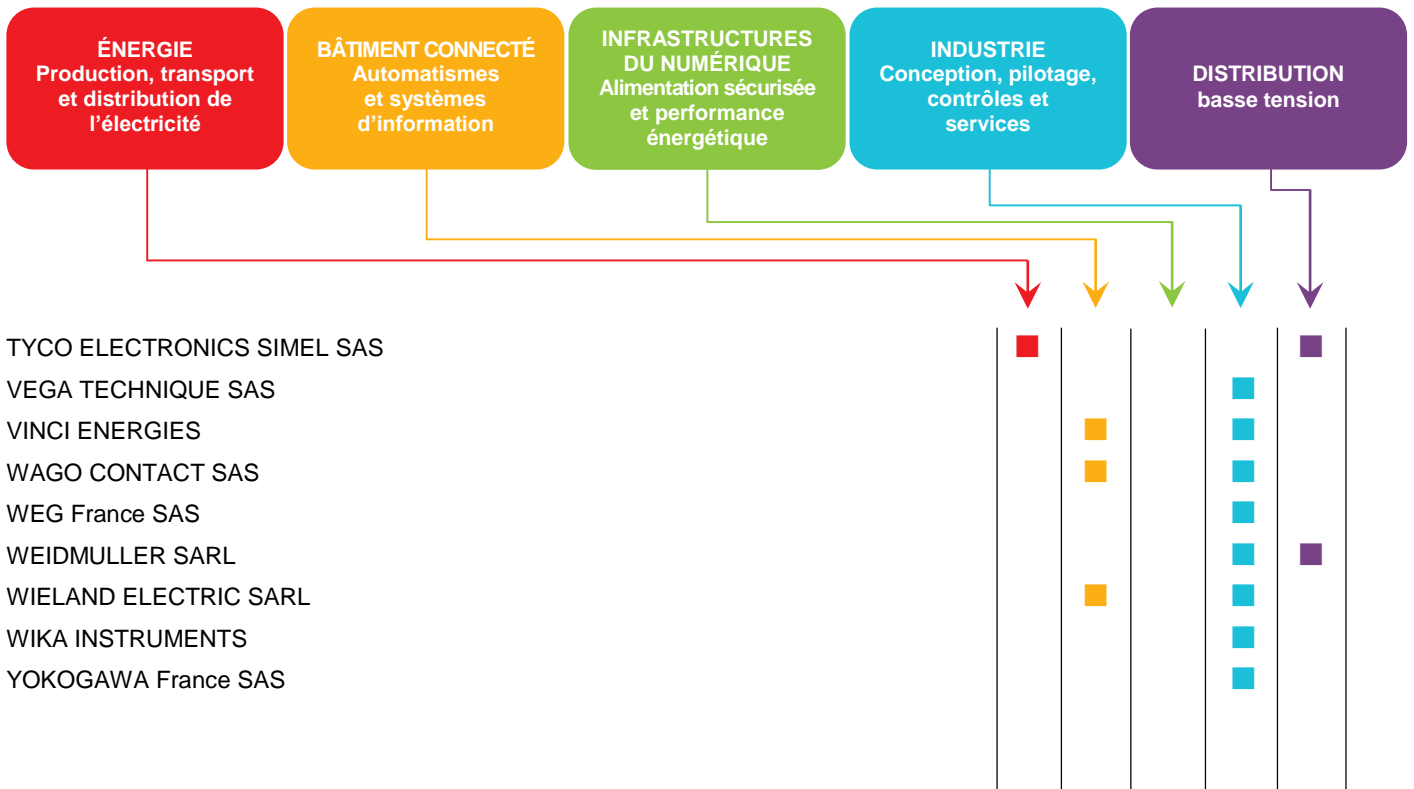 ÉNERGIE
Production, transport
et distribution de
l’électricité
BÂTIMENT CONNECTÉ
Automatismes
et systèmes
d’information
INFRASTRUCTURES
DU NUMÉRIQUE
Alimentation sécurisée
et performance
énergétique
INDUSTRIE
Conception, pilotage,
contrôles et
services
DISTRIBUTION
basse tension
TYCO ELECTRONICS SIMEL SAS
VEGA TECHNIQUE SAS
VINCI ENERGIES
WAGO CONTACT SAS
WEG France SAS
WEIDMULLER SARL
WIELAND ELECTRIC SARL
WIKA INSTRUMENTS
YOKOGAWA France SAS